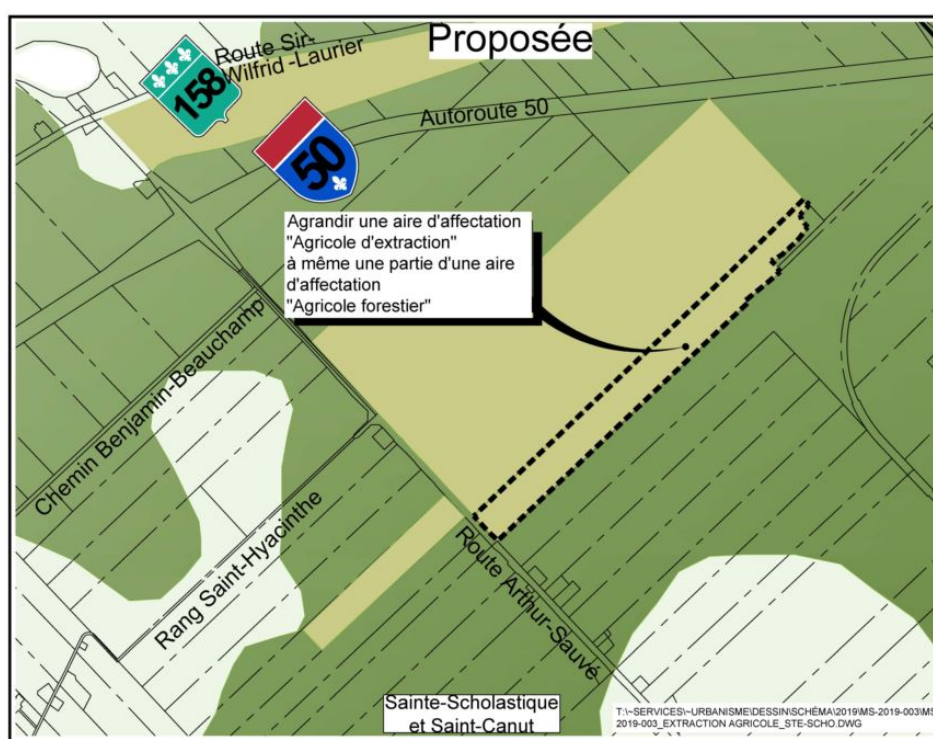 Proposée
Route Sir-
Wilfrid -Laurier
158
Autoroute 50
50
Agrandir une aire d'affectation
"Agricole d'extraction"
à même une partie d'une aire
d'affectation
"Agricole forestier"
Chemin Benjamin-Beauchamp
Rang Saint-Hyacinthe
Route Arthur-Sauvé
Sainte-Scholastique
et Saint-Canut
T:\~SERVICES\~URBANISME\DESSIN\SCHÉMA\2019\MS-2019-003\MS
2019-003_EXTRACTION AGRICOLE_STE-SCHO.DWG